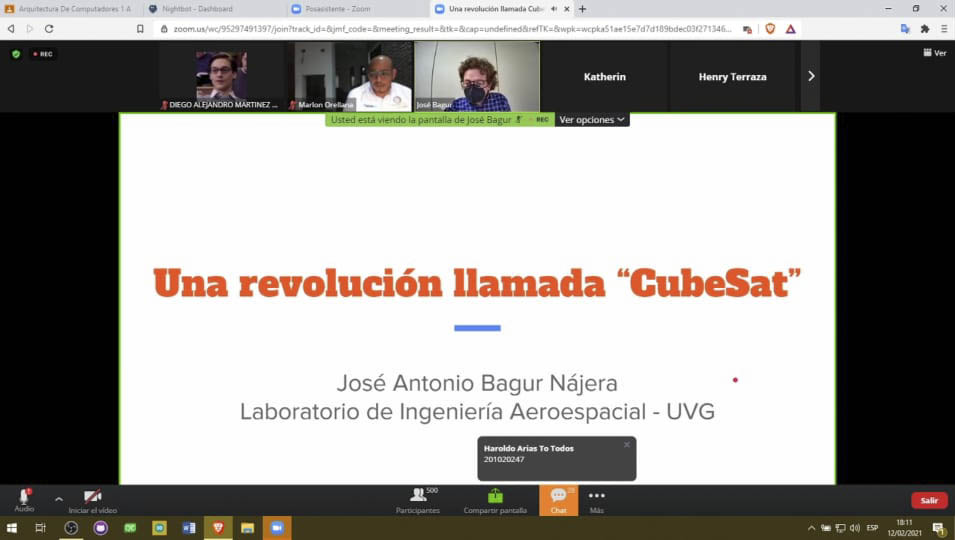 Arquitectura De Computadores 1 A
Nightbot - Dashboard
Posasistente - Zoom
Una revolución llamada Cube
zoom.us/wc/95297491397/join?track_id=&jmf_code=&meeting_result=&tk=&cap=undefined&refTK=&wpk=wcpka51ae15e7d7d189bdec03f271346...
REC
Ver
DIEGO ALEJANDRO MARTINEZ ...
Marlon Orellana
José Bagur
Katherin
Henry Terraza
Usted está viendo la pantalla de José Bagur
REC
Ver opciones
Una revolución llamada “CubeSat”
José Antonio Bagur Nájera
Laboratorio de Ingeniería Aeroespacial - UVG
Haroldo Arias To Todos
201020247
Audio
Iniciar el vídeo
500
Participantes
Compartir pantalla
28
Chat
Más
Salir
ESP
18:11
12/02/2021